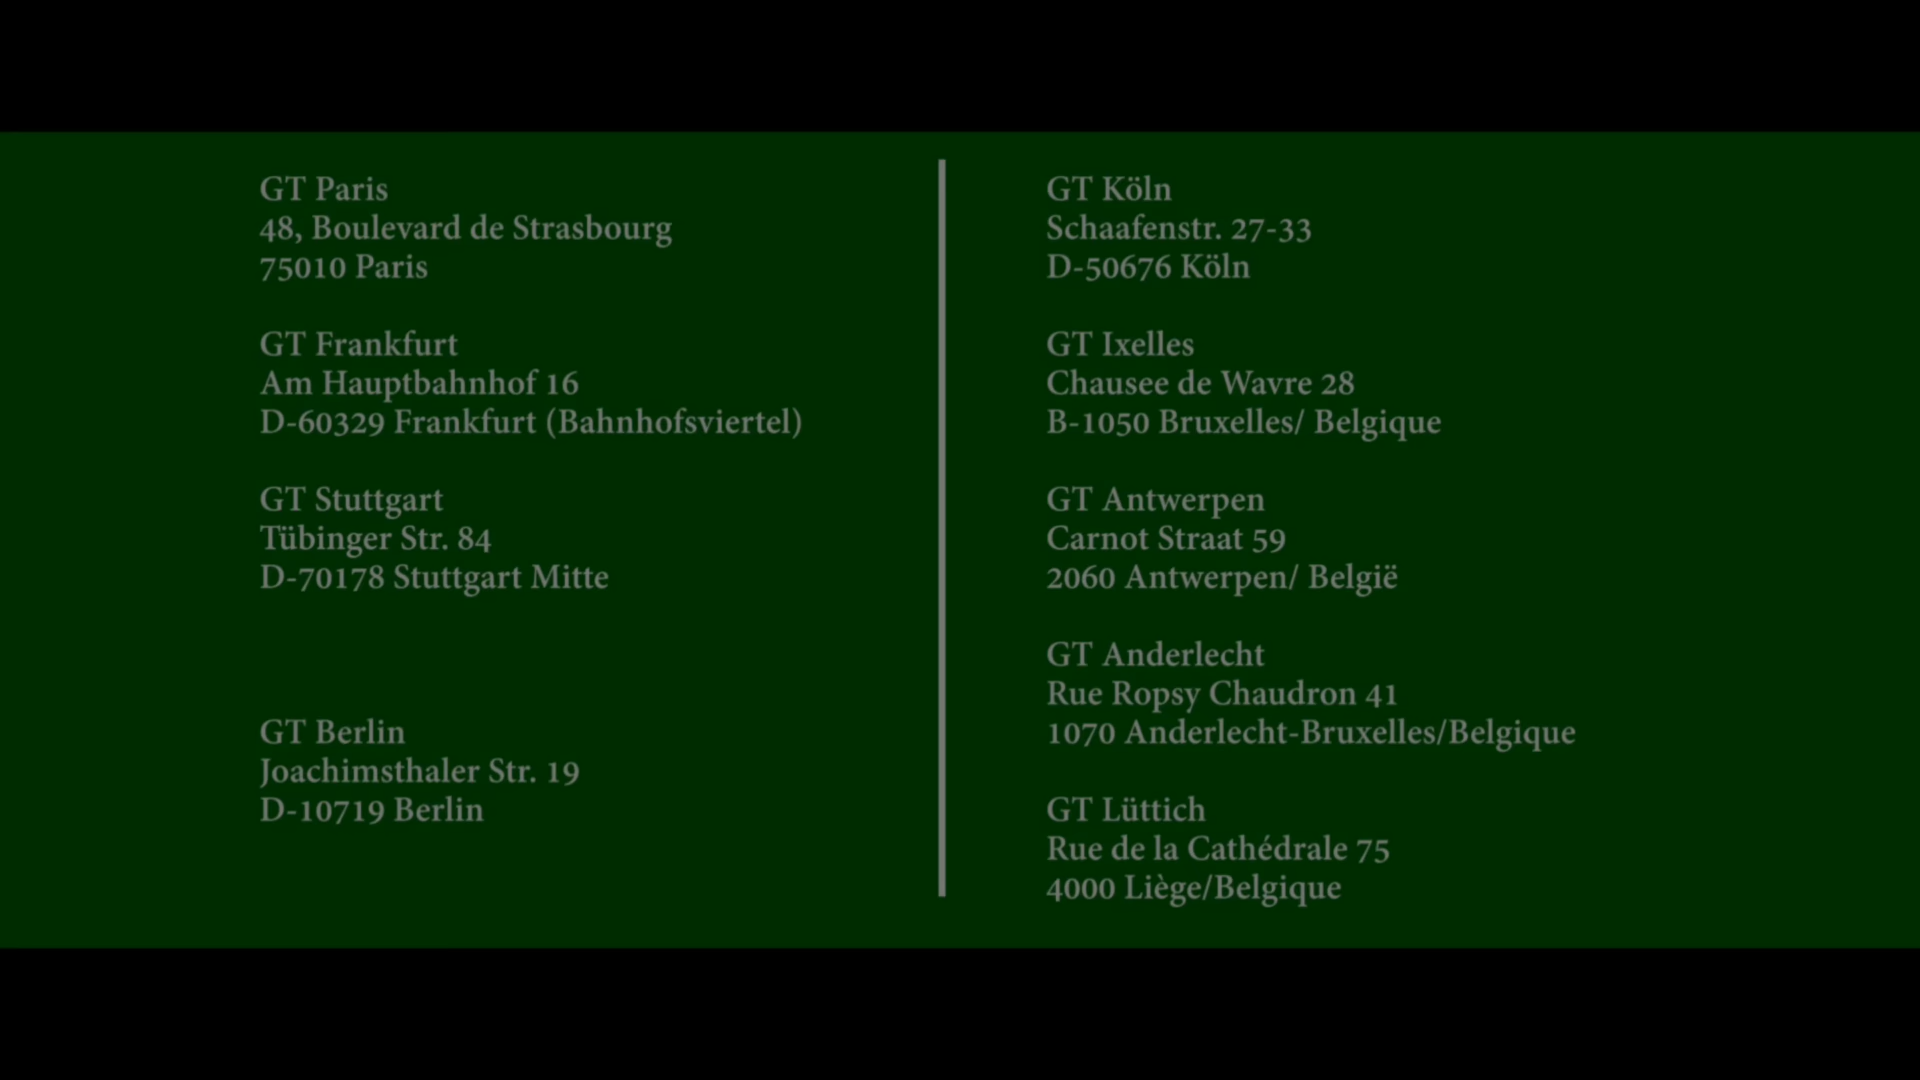 GT Paris
48, Boulevard de Strasbourg
75010 Paris
GT Frankfurt
Am Hauptbahnhof 16
D-60329 Frankfurt (Bahnhofsviertel)
GT Stuttgart
Tübinger Str. 84
D-70178 Stuttgart Mitte
GT Berlin
Joachimsthaler Str. 19
D-10719 Berlin
GT Köln
Schaafenstr. 27-33
D-50676 Köln
GT Ixelles
Chausee de Wavre 28
B-1050 Bruxelles/ Belgique
GT Antwerpen
Carnot Straat 59
2060 Antwerpen/ België
GT Anderlecht
Rue Ropsy Chaudron 41
1070 Anderlecht-Bruxelles/Belgique
GT Lüttich
Rue de la Cathédrale 75
4000 Liège/Belgique